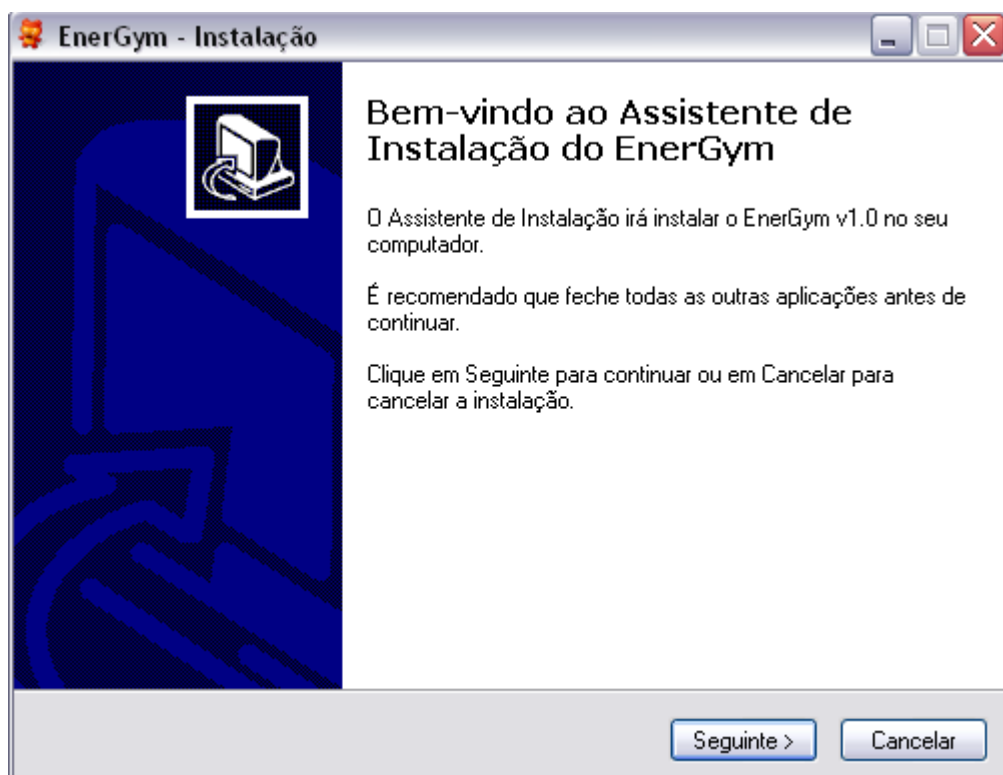 EnerGym - Instalação
Bem-vindo ao Assistente de
Instalação do EnerGym
O Assistente de Instalação irá instalar o EnerGym v1.0 no seu
computador.
É recomendado que feche todas as outras aplicações antes de
continuar.
Clique em Seguinte para continuar ou em Cancelar para
cancelar a instalação.
Seguinte >
Cancelar